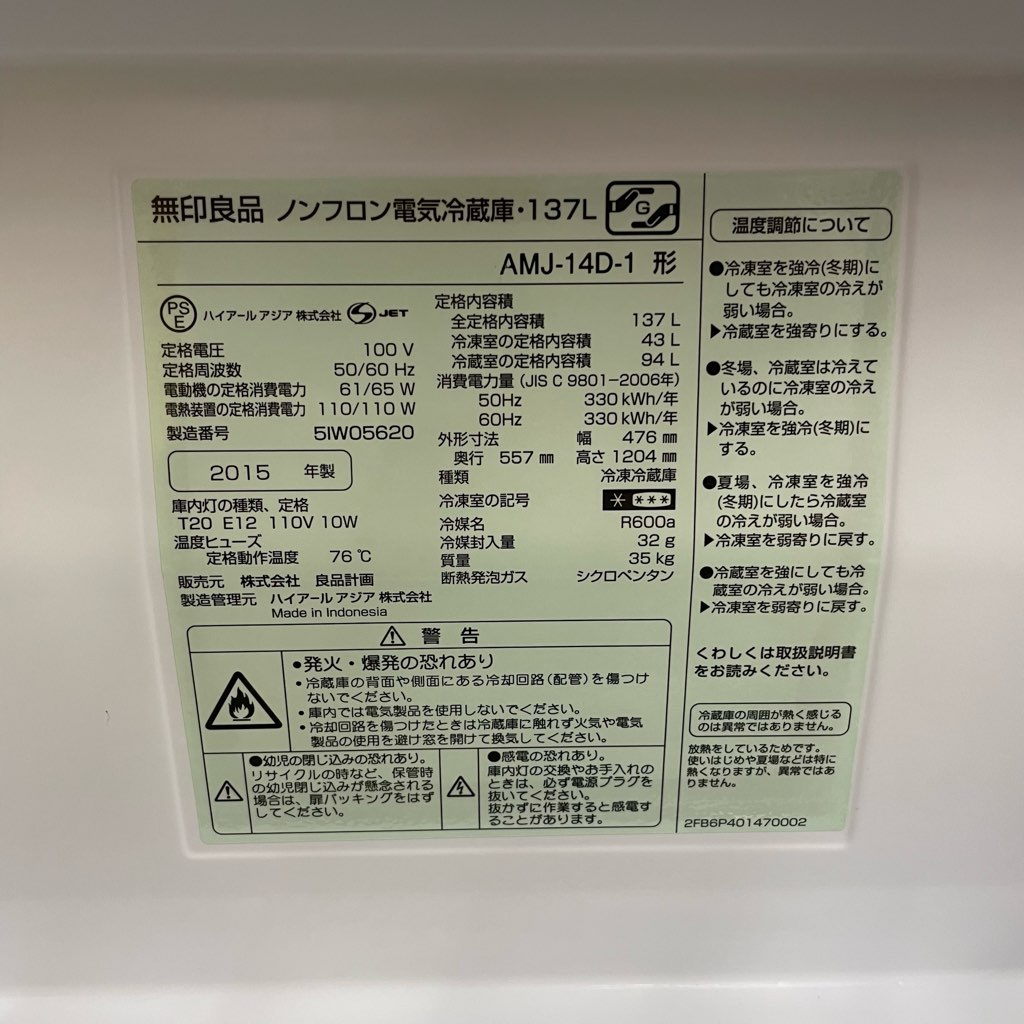 無印良品 ノンフロン電気冷蔵庫・137L G
AMJ-14D-1 形
PS
E
ハイアール アジア 株式会社 S JET
定格電圧 100 V
定格周波数 50/60 Hz
電動機の定格消費電力 61/65 W
電熱装置の定格消費電力 110/110 W
製造番号 5IW05620
2015 年製
庫内灯の種類、定格
T20 E12 110V 10W
温度ヒューズ
定格動作温度 76 ℃
販売元 株式会社 良品計画
製造管理元 ハイアール アジア 株式会社
Made in Indonesia
定格内容積
全定格内容積 137 L
冷凍室の定格内容積 43 L
冷蔵室の定格内容積 94 L
消費電力量 (JIS C 9801−2006年)
50Hz 330 kWh/年
60Hz 330 kWh/年
外形寸法 幅 476 mm
奥行 557 mm 高さ 1204 mm
種類 冷凍冷蔵庫
冷凍室の記号 * ***
冷媒名 R600a
冷媒封入量 32 g
質量 35 kg
断熱発泡ガス シクロペンタン
⚠ 警 告
●発火・爆発の恐れあり
・冷蔵庫の背面や側面にある冷却回路(配管)を傷つけ
ないでください。
・庫内では電気製品を使用しないでください。
・冷却回路を傷つけたときは冷蔵庫に触れず火気や電気
製品の使用を避け窓を開けて換気してください。
●幼児の閉じ込みの恐れあり。
リサイクルの時など、保管時
の幼児閉じ込みが懸念される
場合は、扉パッキングをはず
してください。
●感電の恐れあり。
庫内灯の交換やお手入れの
ときは、必ず電源プラグを
抜いてください。
抜かずに作業すると感電す
ることがあります。
温度調節について
●冷凍室を強冷(冬期)に
しても冷凍室の冷えが
弱い場合。
▶冷蔵室を強寄りにする。
●冬場、冷蔵室は冷えて
いるのに冷凍室の冷え
が弱い場合。
▶冷凍室を強冷(冬期)に
する。
●夏場、冷凍室を強冷
(冬期)にしたら冷蔵室
の冷えが弱い場合。
▶冷凍室を弱寄りに戻す。
●冷蔵室を強にしても冷
蔵室の冷えが弱い場合。
▶冷凍室を弱寄りに戻す。
くわしくは取扱説明書
をお読みください。
冷蔵庫の周囲が熱く感じる
のは異常ではありません。
放熱をしているためです。
使いはじめや夏場などは特に
熱くなりますが、異常ではあ
りません。
2FB6P401470002